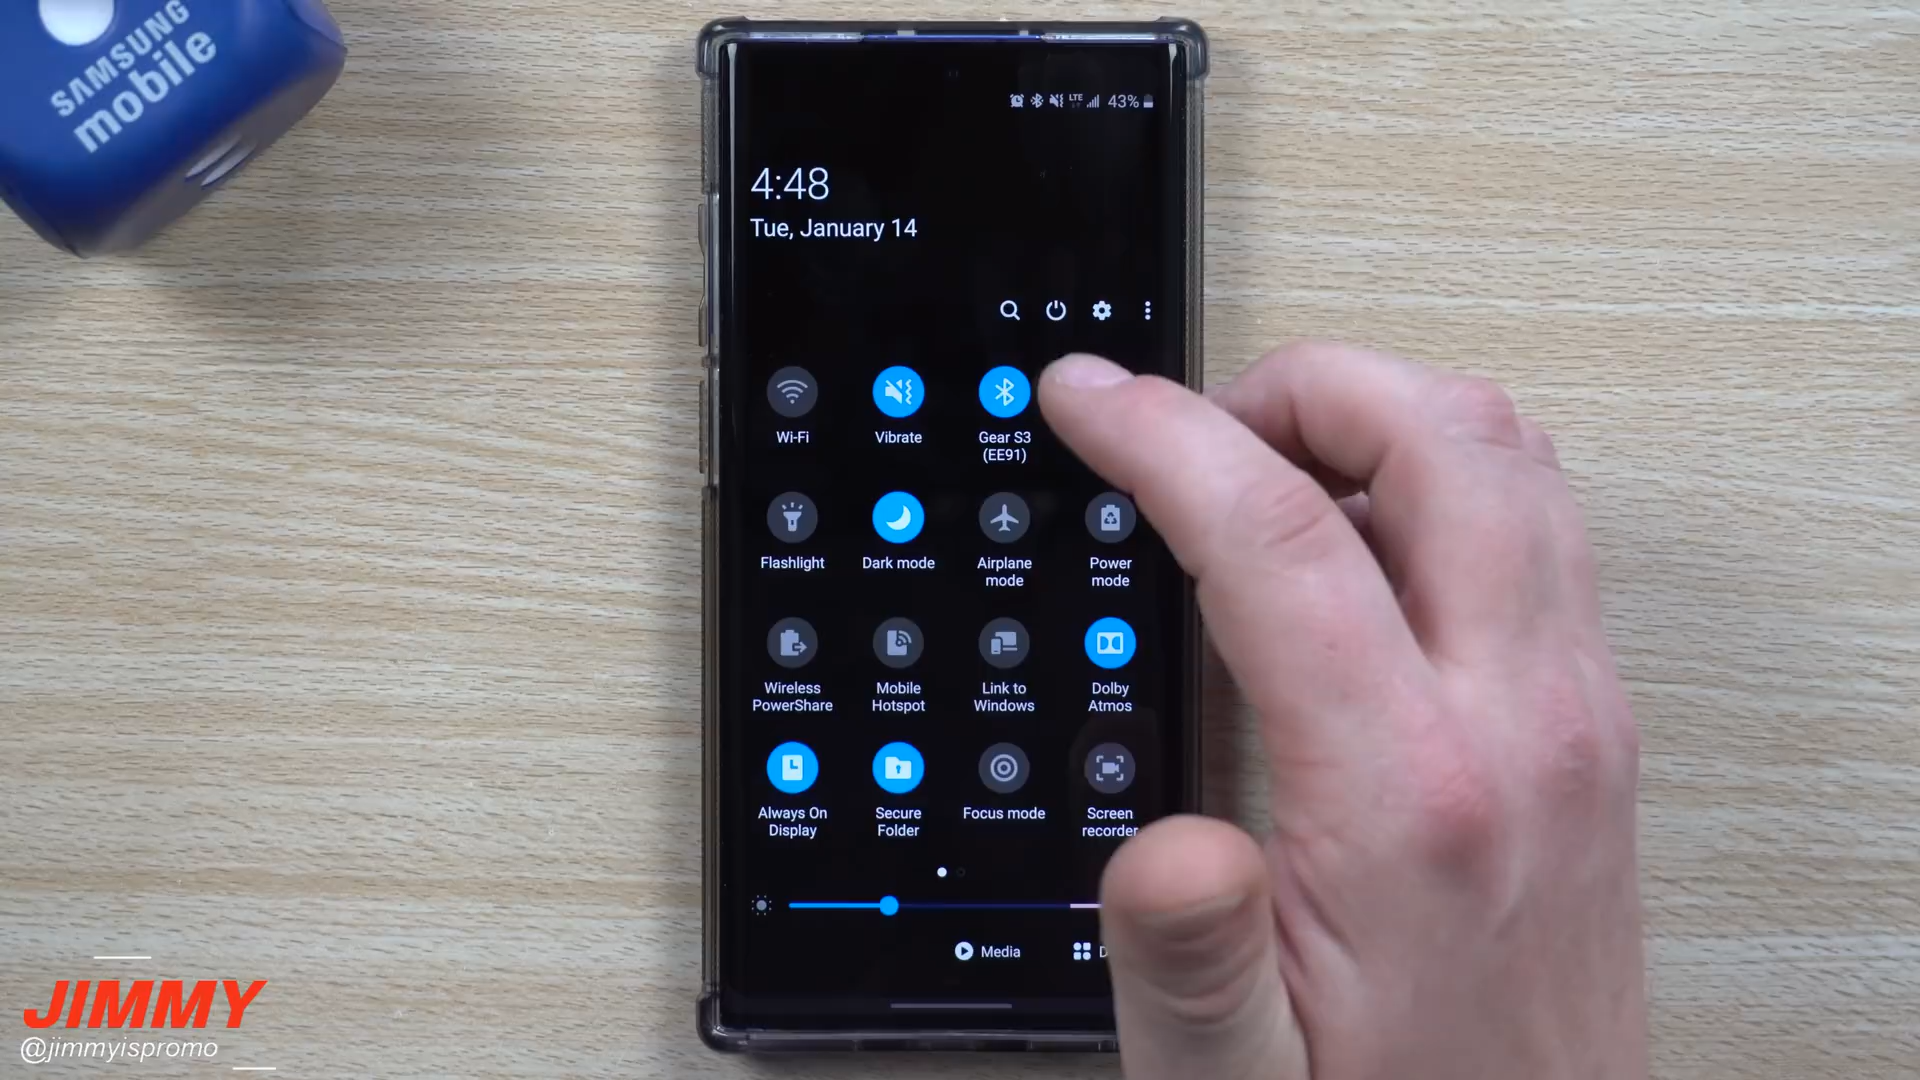 SAMSUNG
mobile
LTE
43%
4:48
Tue, January 14
Wi-Fi
Vibrate
Gear S3
(EE91)
Flashlight
Dark mode
Airplane
mode
Power
mode
Wireless
PowerShare
Mobile
Hotspot
Link to
Windows
Dolby
Atmos
Always On
Display
Secure
Folder
Focus mode
Screen
recorder
Media
JIMMY
@jimmyispromo